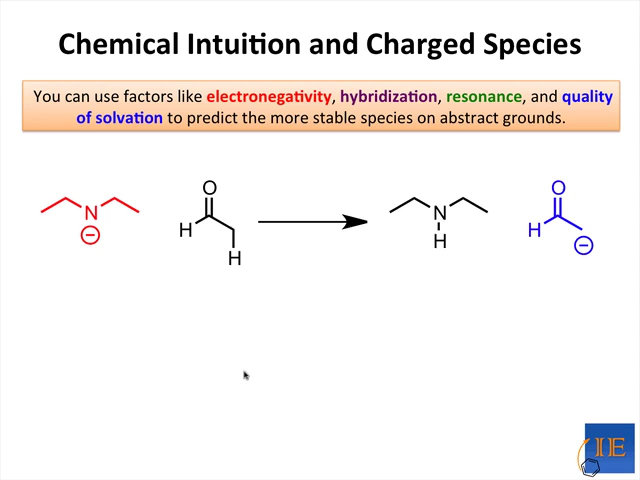 Chemical Intuition and Charged Species
You can use factors like electronegativity, hybridization, resonance, and quality
of solvation to predict the more stable species on abstract grounds.
O O
N H N H
H H
IE